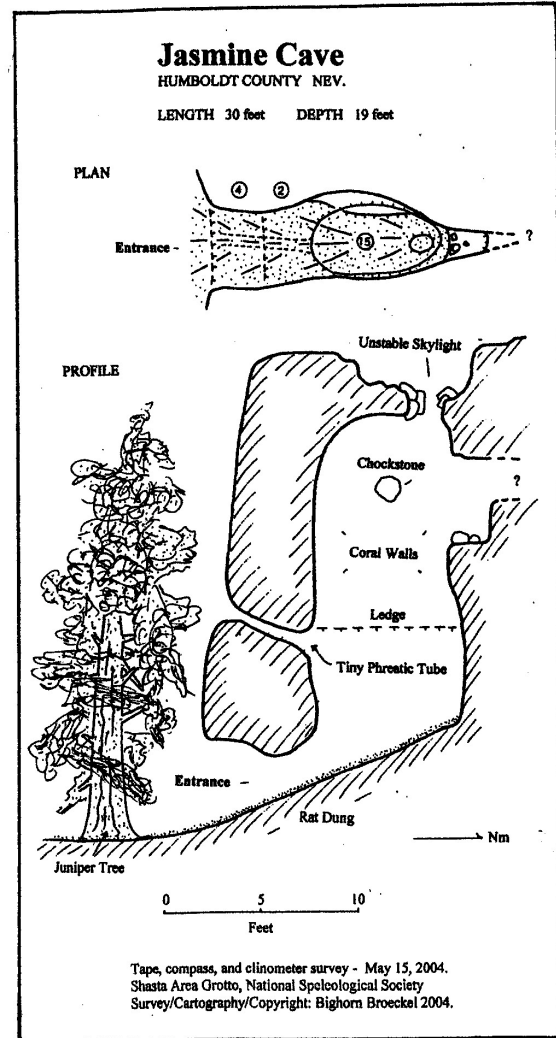 Jasmine Cave
HUMBOLDT COUNTY NEV.
LENGTH 30 feet DEPTH 19 feet
PLAN
4 2
Entrance - 15 ?
Unstable Skylight
PROFILE
Chockstone
?
Coral Walls
Ledge
Tiny Phreatic Tube
Entrance -
Rat Dung
Nm
Juniper Tree
0 5 10
Feet
Tape, compass, and clinometer survey - May 15, 2004.
Shasta Area Grotto, National Speleological Society
Survey/Cartography/Copyright: Bighorn Broeckel 2004.